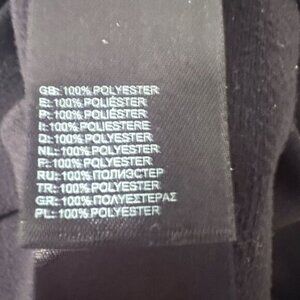 GB: 100% POLYESTER
E: 100% POLIÉSTER
P: 100% POLIÉSTER
I: 100% POLIESTERE
D: 100% POLYESTER
NL: 100% POLYESTER
F: 100% POLYESTER
RU: 100% ПОЛИЭСТЕР
TR: 100% POLYESTER
GR: 100% ΠΟΛΥΕΣΤΕΡΑΣ
PL: 100% POLYESTER